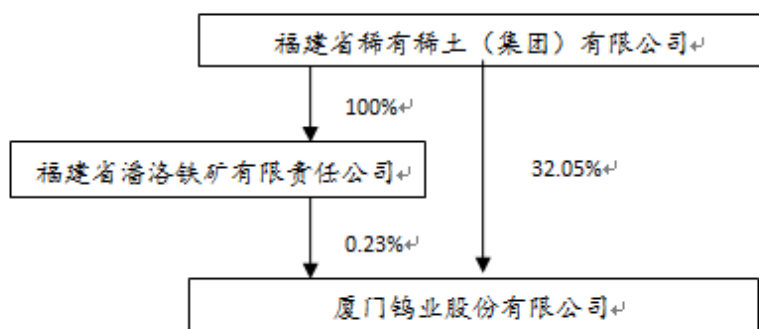 福建省稀有稀土（集团）有限公司
100%
福建省潘洛铁矿有限责任公司
32.05%
0.23%
厦门钨业股份有限公司